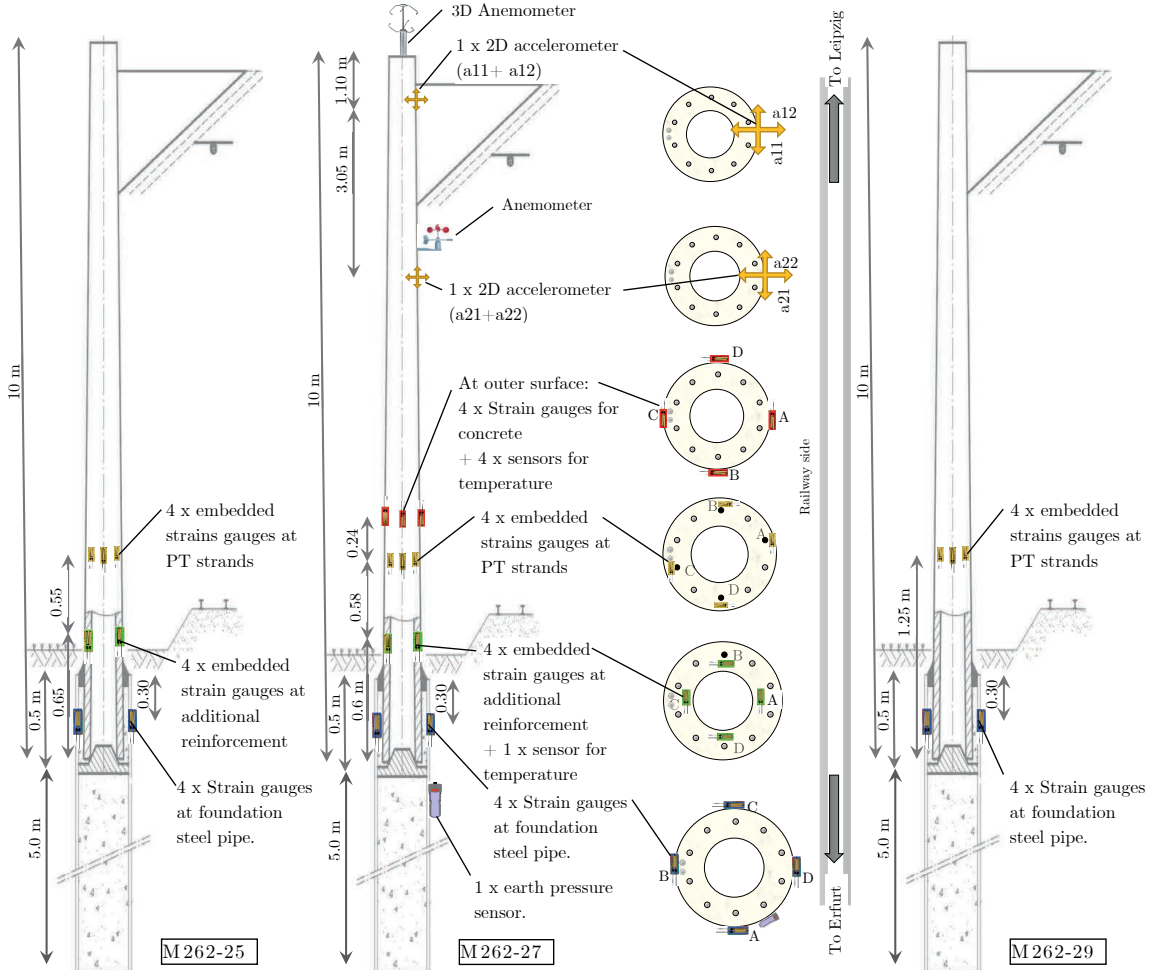 3D Anemometer
1 x 2D accelerometer
(a11+ a12)
1.10 m
3.05 m
10 m
10 m
10 m
a12
a11
To Leipzig
Anemometer
1 x 2D accelerometer
(a21+a22)
a22
a21
At outer surface:
4 x Strain gauges for
concrete
+ 4 x sensors for
temperature
D
C
A
B
Railway side
4 x embedded
strains gauges at
PT strands
0.55
0.24
4 x embedded
strains gauges at
PT strands
0.58
B
A
C
D
4 x embedded
strains gauges at
PT strands
1.25 m
4 x embedded
strain gauges at
additional
reinforcement
0.5 m
0.65
0.30
4 x embedded
strain gauges at
additional
reinforcement
+ 1 x sensor for
temperature
0.5 m
0.6 m
0.30
B
C
A
D
0.5 m
0.30
4 x Strain gauges
at foundation
steel pipe.
5.0 m
4 x Strain gauges
at foundation
steel pipe.
5.0 m
1 x earth pressure
sensor.
C
B
D
A
To Erfurt
4 x Strain gauges
at foundation
steel pipe.
5.0 m
M262-25
M262-27
M262-29